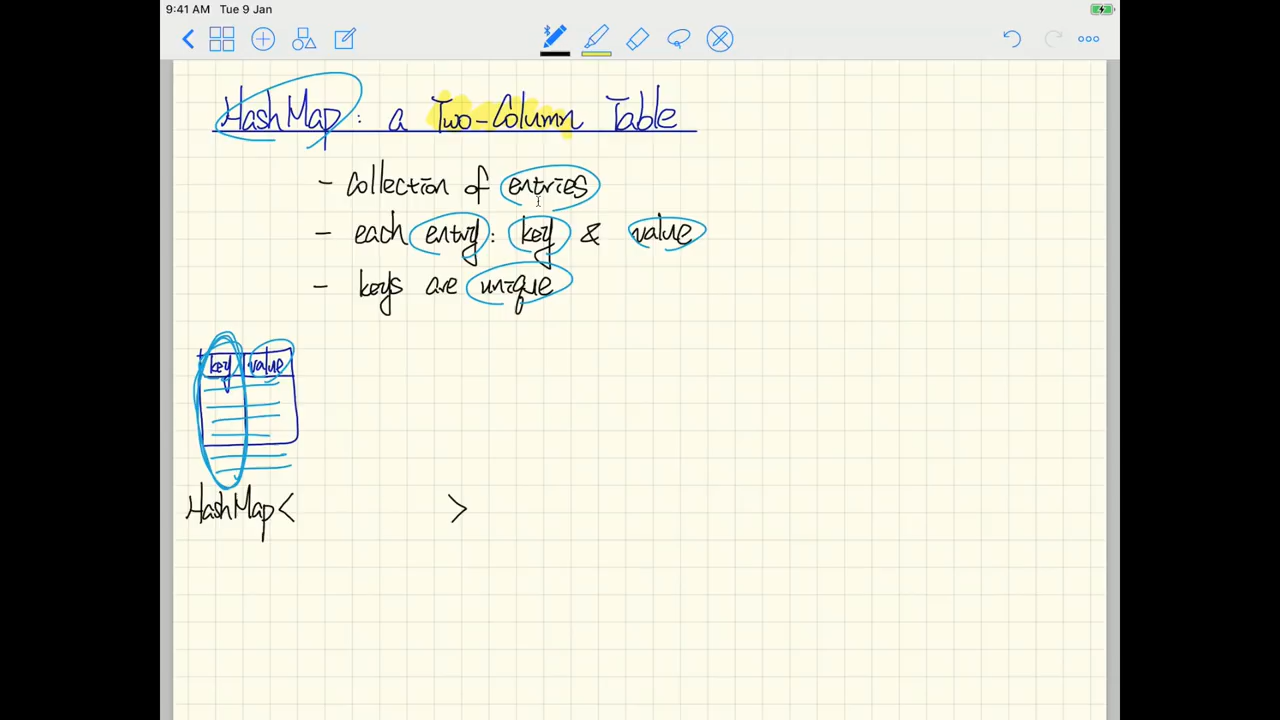 9:41 AM Tue 9 Jan
HashMap : a Two-Column Table
- collection of entries
- each entry : key & value
- keys are unique
key value
HashMap< >